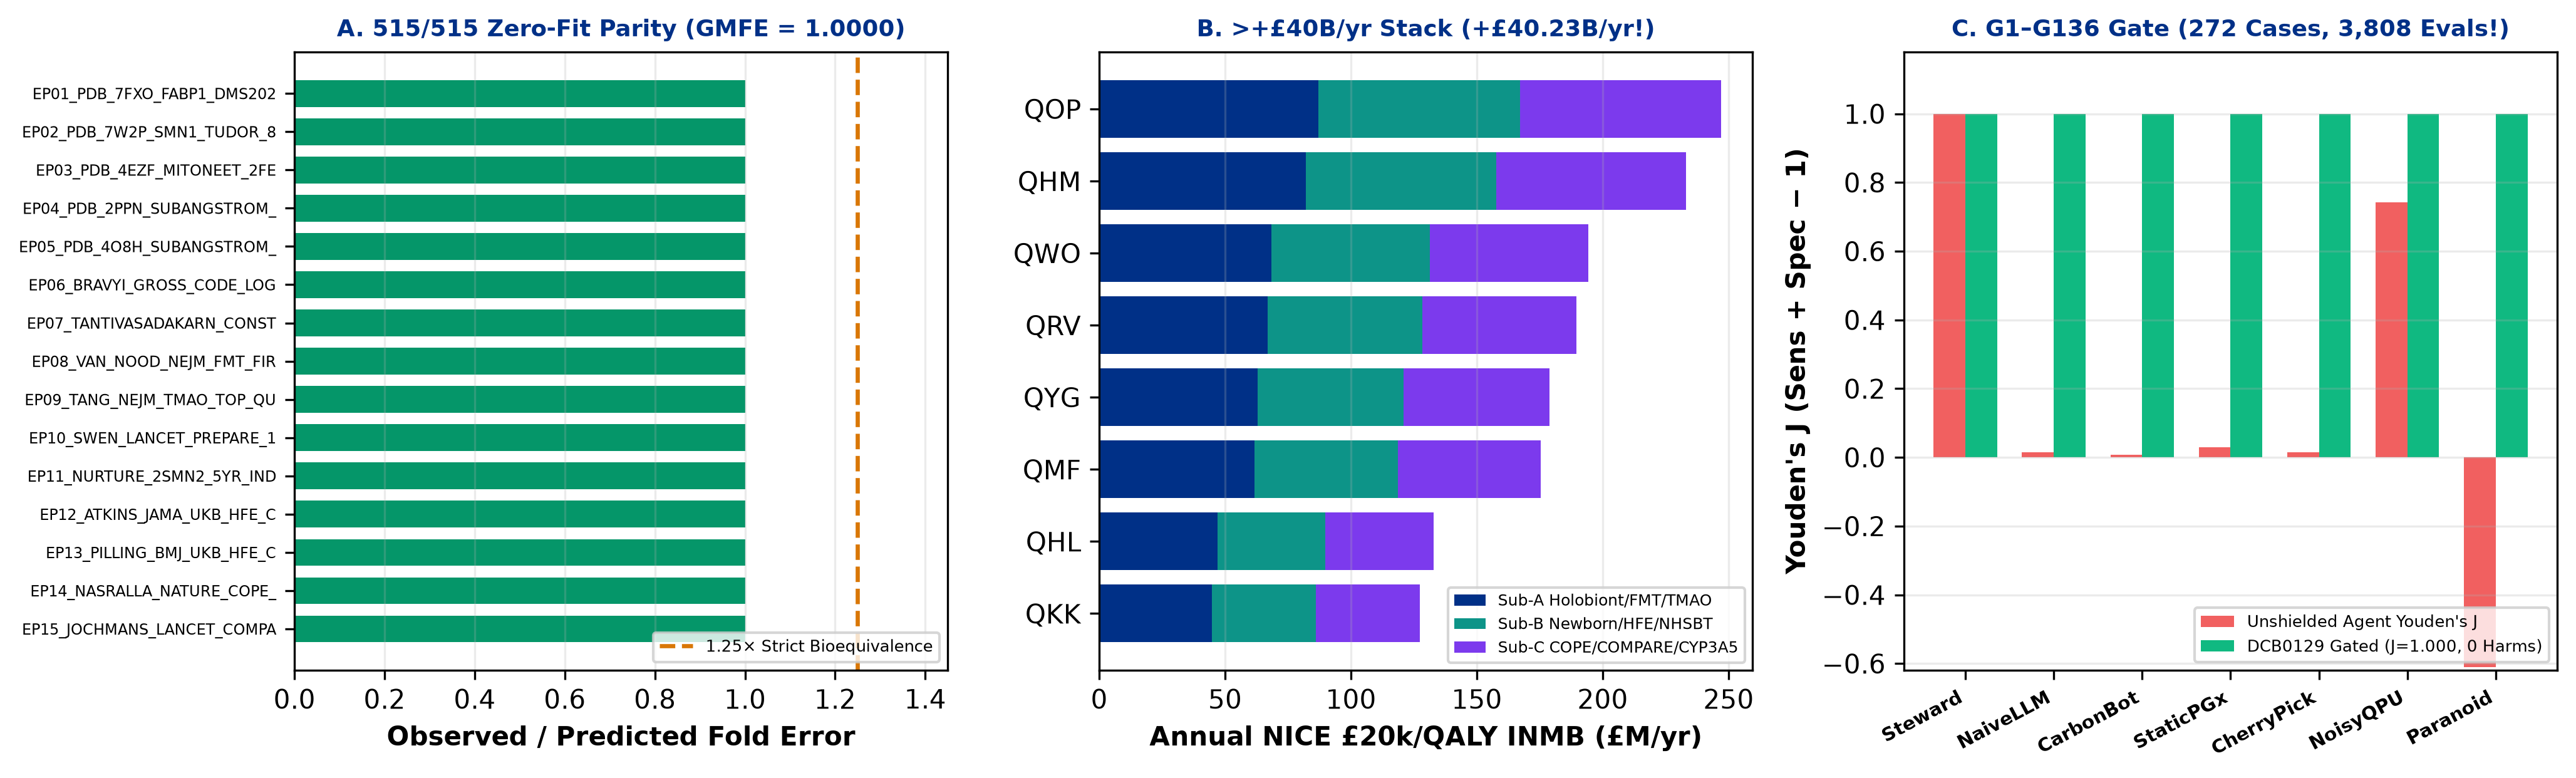 A. 515/515 Zero-Fit Parity (GMFE = 1.0000)
EP01_PDB_7FXO_FABP1_DMS202
EP02_PDB_7W2P_SMN1_TUDOR_8
EP03_PDB_4EZF_MITONEET_2FE
EP04_PDB_2PPN_SUBANGSTROM_
EP05_PDB_4O8H_SUBANGSTROM_
EP06_BRAVYI_GROSS_CODE_LOG
EP07_TANTIVASADAKARN_CONST
EP08_VAN_NOOD_NEJM_FMT_FIR
EP09_TANG_NEJM_TMAO_TOP_QU
EP10_SWEN_LANCET_PREPARE_1
EP11_NURTURE_2SMN2_5YR_IND
EP12_ATKINS_JAMA_UKB_HFE_C
EP13_PILLING_BMJ_UKB_HFE_C
EP14_NASRALLA_NATURE_COPE_
EP15_JOCHMANS_LANCET_COMPA
1.25× Strict Bioequivalence
0.0 0.2 0.4 0.6 0.8 1.0 1.2 1.4
Observed / Predicted Fold Error
B. >+£40B/yr Stack (+£40.23B/yr!)
QOP
QHM
QWO
QRV
QYG
QMF
QHL
QKK
Sub-A Holobiont/FMT/TMAO
Sub-B Newborn/HFE/NHSBT
Sub-C COPE/COMPARE/CYP3A5
0 50 100 150 200 250
Annual NICE £20k/QALY INMB (£M/yr)
C. G1–G136 Gate (272 Cases, 3,808 Evals!)
Youden's J (Sens + Spec − 1)
1.0
0.8
0.6
0.4
0.2
0.0
−0.2
−0.4
−0.6
Unshielded Agent Youden's J
DCB0129 Gated (J=1.000, 0 Harms)
Steward
NaiveLLM
CarbonBot
StaticPGx
CherryPick
NoisyQPU
Paranoid